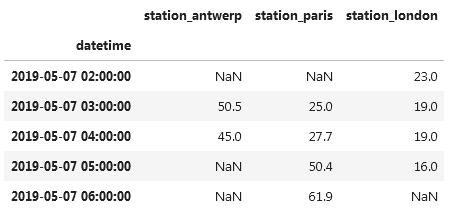 station_antwerp station_paris station_london
datetime
2019-05-07 02:00:00 NaN NaN 23.0
2019-05-07 03:00:00 50.5 25.0 19.0
2019-05-07 04:00:00 45.0 27.7 19.0
2019-05-07 05:00:00 NaN 50.4 16.0
2019-05-07 06:00:00 NaN 61.9 NaN